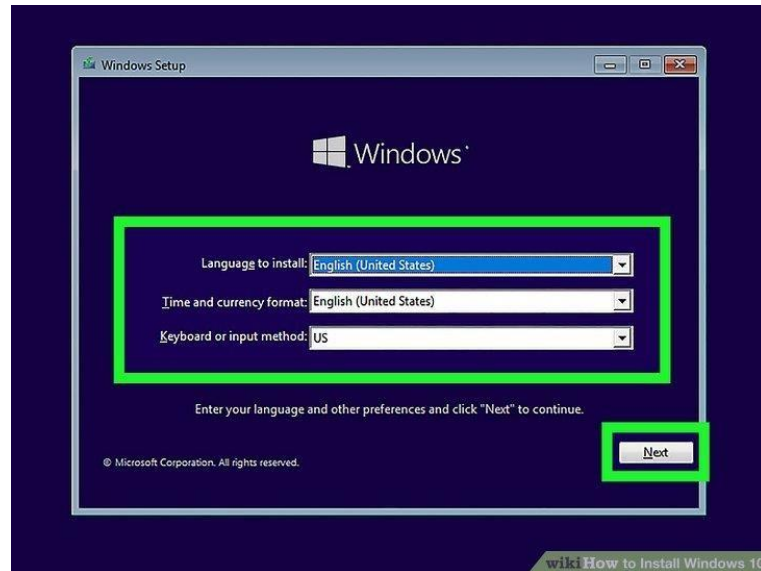 Windows Setup
Windows
Language to install: English (United States)
Time and currency format: English (United States)
Keyboard or input method: US
Enter your language and other preferences and click "Next" to continue.
Next
© Microsoft Corporation. All rights reserved.
wikiHow to Install Windows 10